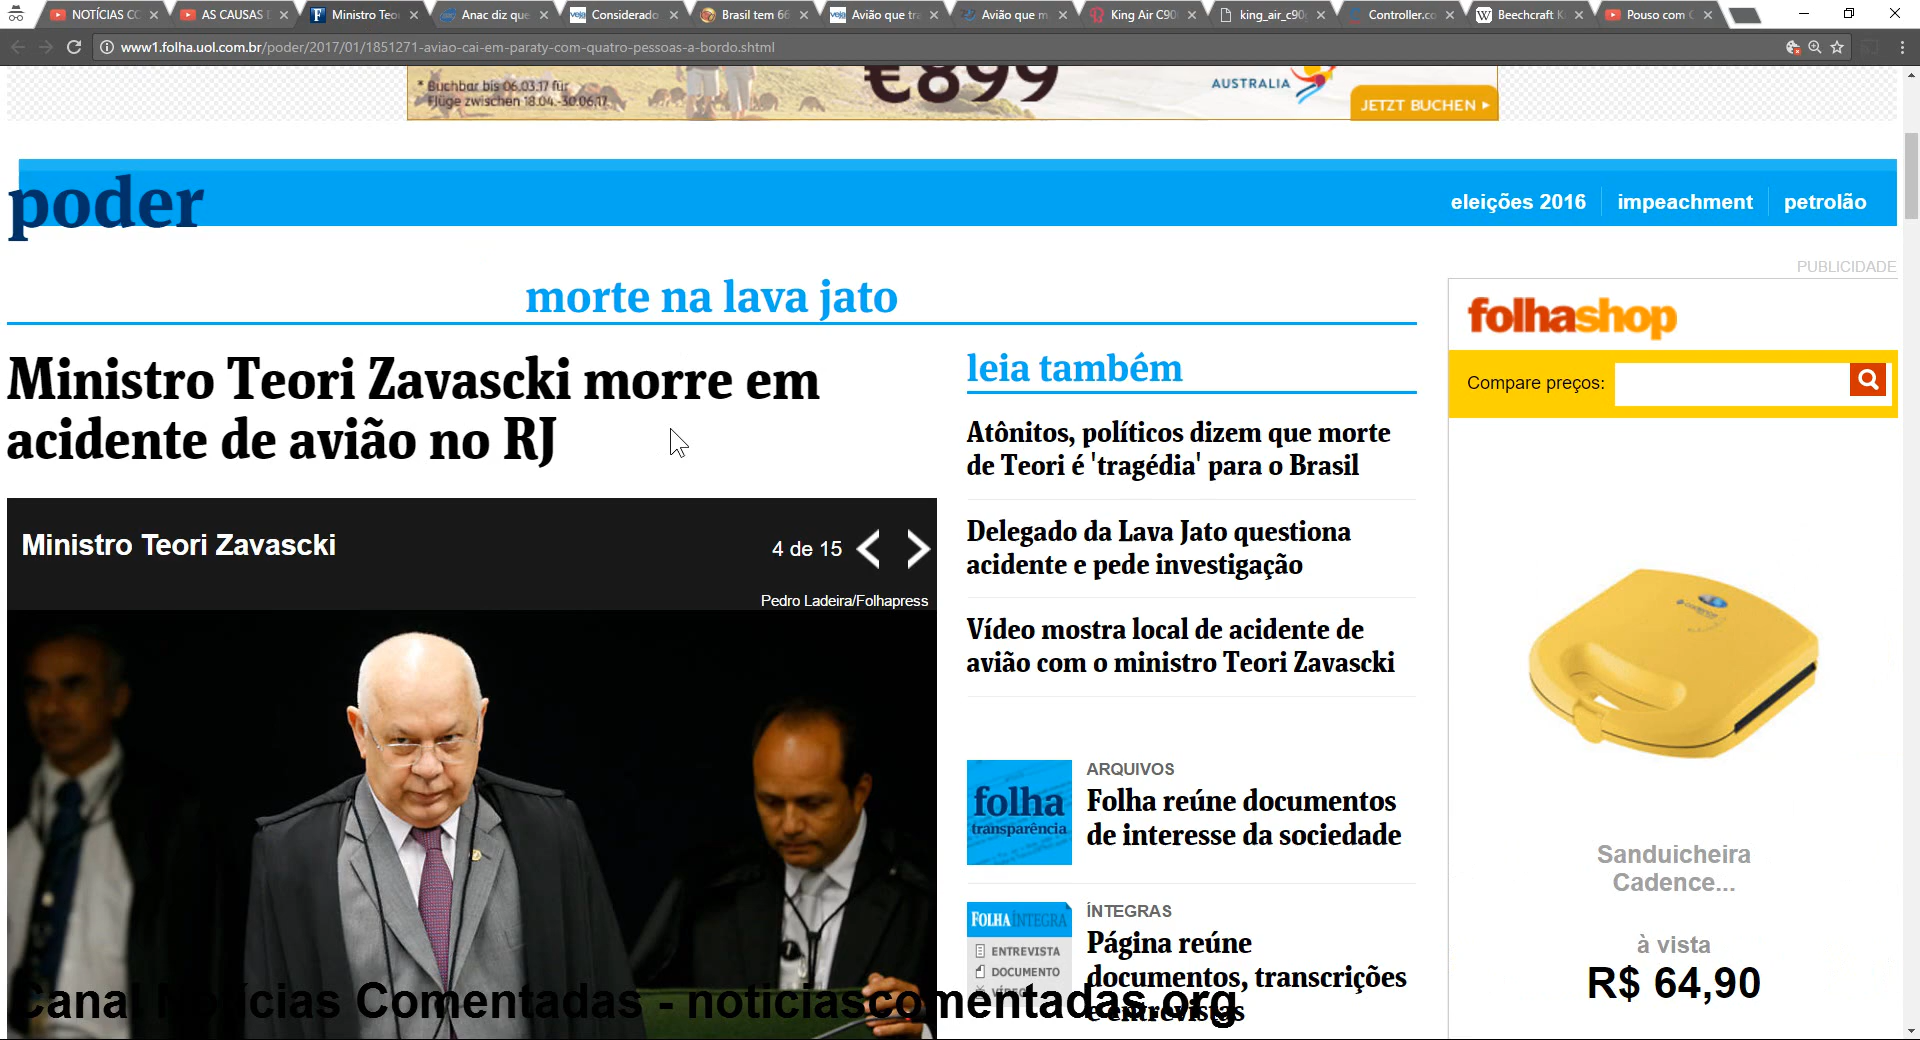 NOTÍCIAS CO
AS CAUSAS D
Ministro Teo
Anac diz que
Considerado
Brasil tem 66
Avião que tra
Avião que m
King Air C90
king_air_c90
Controller.co
Beechcraft K
Pouso com C
www1.folha.uol.com.br/poder/2017/01/1851271-aviao-cai-em-paraty-com-quatro-pessoas-a-bordo.shtml
* Buchbar bis 06.03.17 für
Flüge zwischen 18.04.-30.06.17
€899
AUSTRALIA
JETZT BUCHEN
poder
eleições 2016
impeachment
petrolão
PUBLICIDADE
morte na lava jato
Ministro Teori Zavascki morre em
acidente de avião no RJ
Ministro Teori Zavascki
4 de 15
Pedro Ladeira/Folhapress
leia também
Atônitos, políticos dizem que morte
de Teori é 'tragédia' para o Brasil
Delegado da Lava Jato questiona
acidente e pede investigação
Vídeo mostra local de acidente de
avião com o ministro Teori Zavascki
folha
transparência
ARQUIVOS
Folha reúne documentos
de interesse da sociedade
FOLHA ÍNTEGRA
ENTREVISTA
DOCUMENTO
VÍDEO
ÍNTEGRAS
Página reúne
documentos, transcrições
e entrevistas
folhashop
Compare preços:
cadence
Sanduicheira
Cadence...
à vista
R$ 64,90
Canal Notícias Comentadas - noticiascomentadas.org